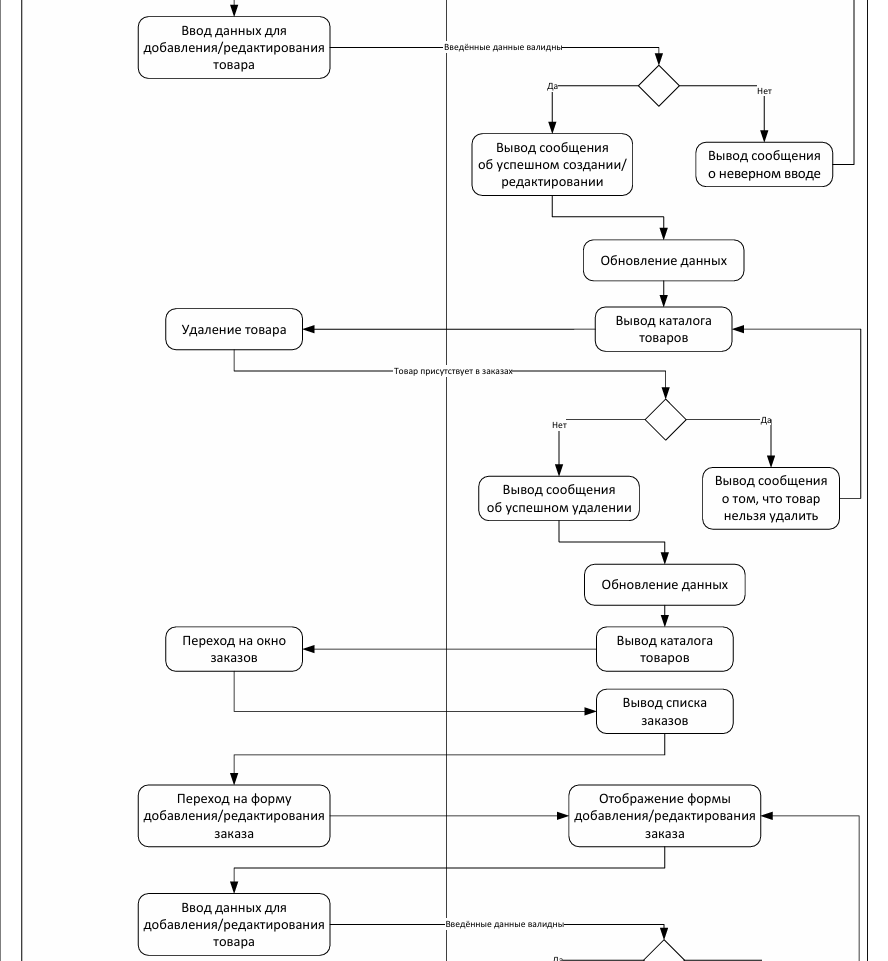 Ввод данных для
добавления/редактирования
товара
Введённые данные валидны
Да
Нет
Вывод сообщения
об успешном создании/
редактировании
Вывод сообщения
о неверном вводе
Обновление данных
Удаление товара
Вывод каталога
товаров
Товар присутствует в заказах
Нет
Да
Вывод сообщения
об успешном удалении
Вывод сообщения
о том, что товар
нельзя удалить
Обновление данных
Переход на окно
заказов
Вывод каталога
товаров
Вывод списка
заказов
Переход на форму
добавления/редактирования
заказа
Отображение формы
добавления/редактирования
заказа
Ввод данных для
добавления/редактирования
товара
Введённые данные валидны
Да